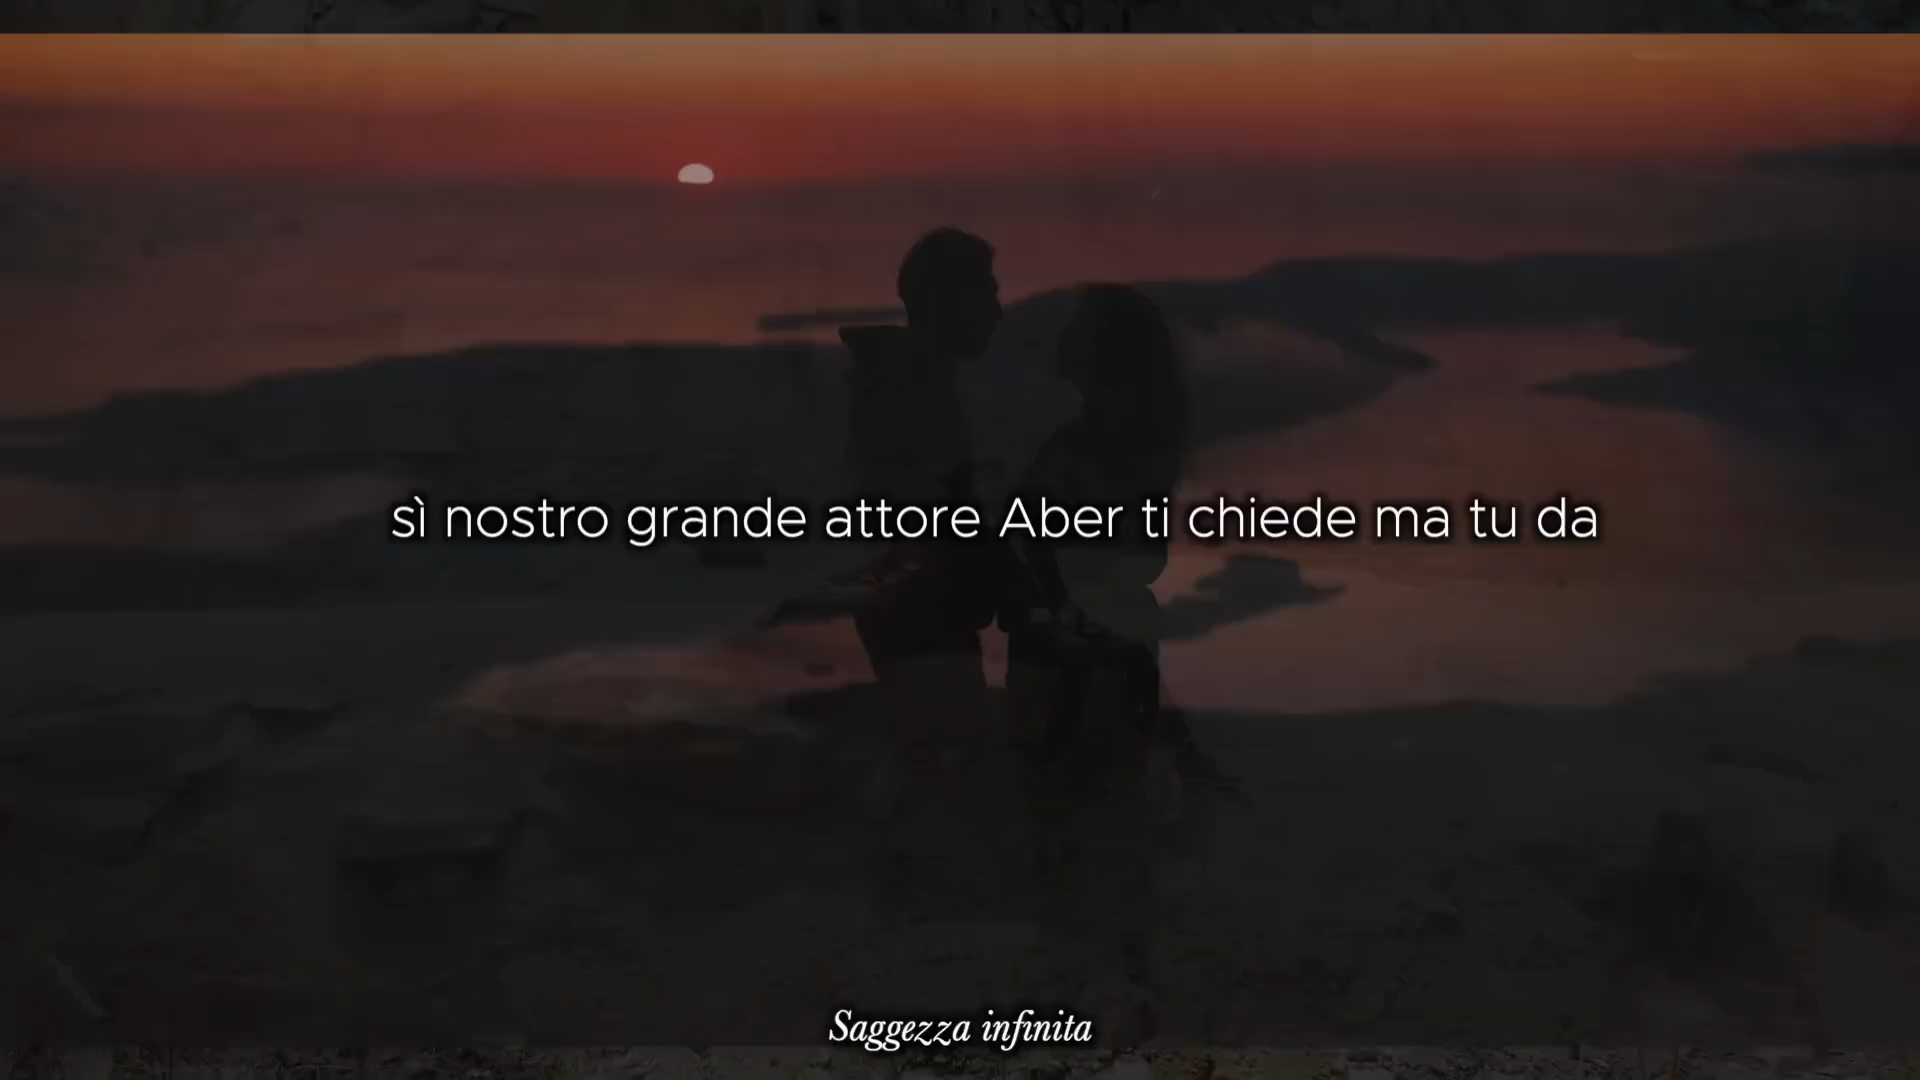 sì nostro grande attore Aber ti chiede ma tu da
Saggezza infinita